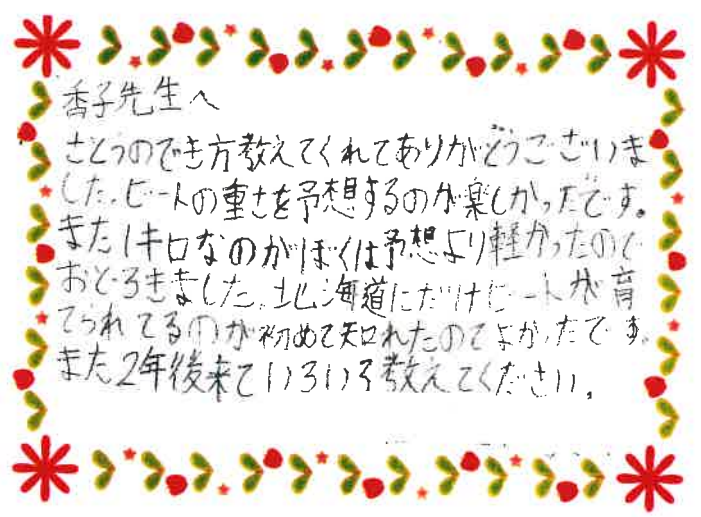 香子先生へ
さとうのでき方教えてくれてありがどうございま
した。ビートの重さを予想するのが楽しかったです。
また1キロなのがぼくは予想より軽かったので
おどろきました。北海道にだけビートが育
てられてるのが初めて知れたのでよかったです。
また2年後来ていろいろ教えてください。